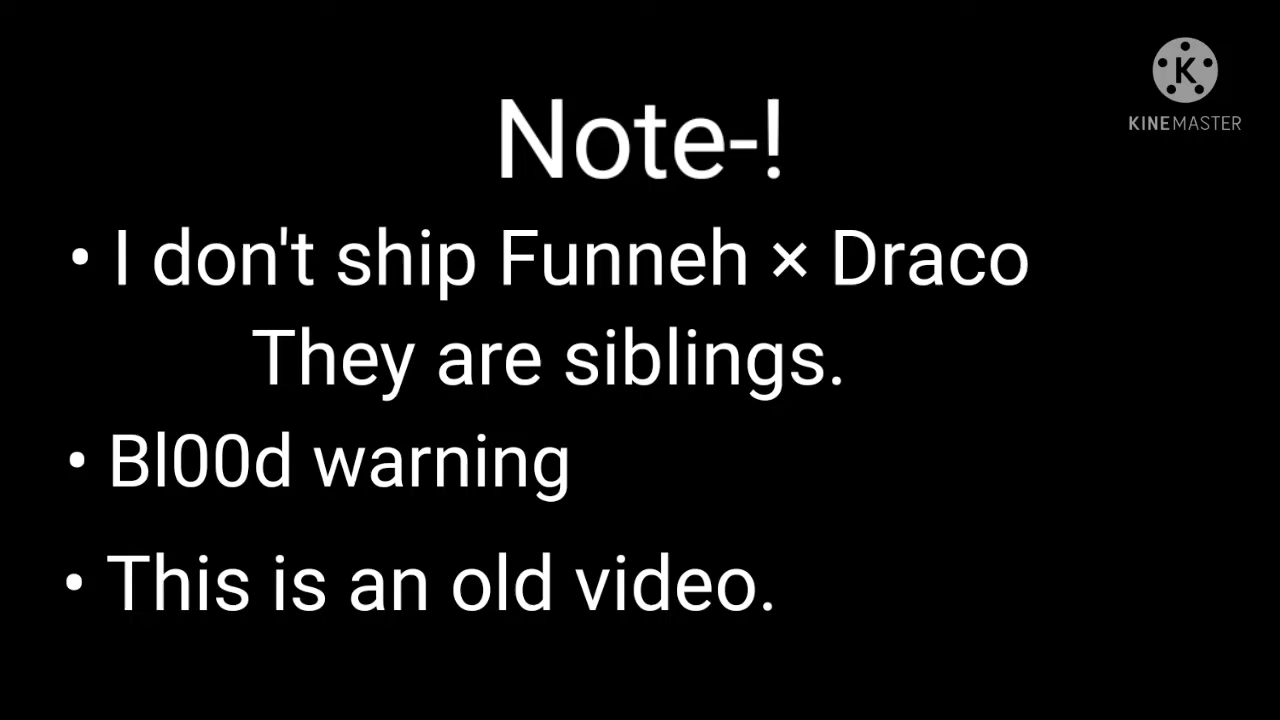 K
KINEMASTER
Note-!
• I don't ship Funneh × Draco
They are siblings.
• Bl00d warning
• This is an old video.